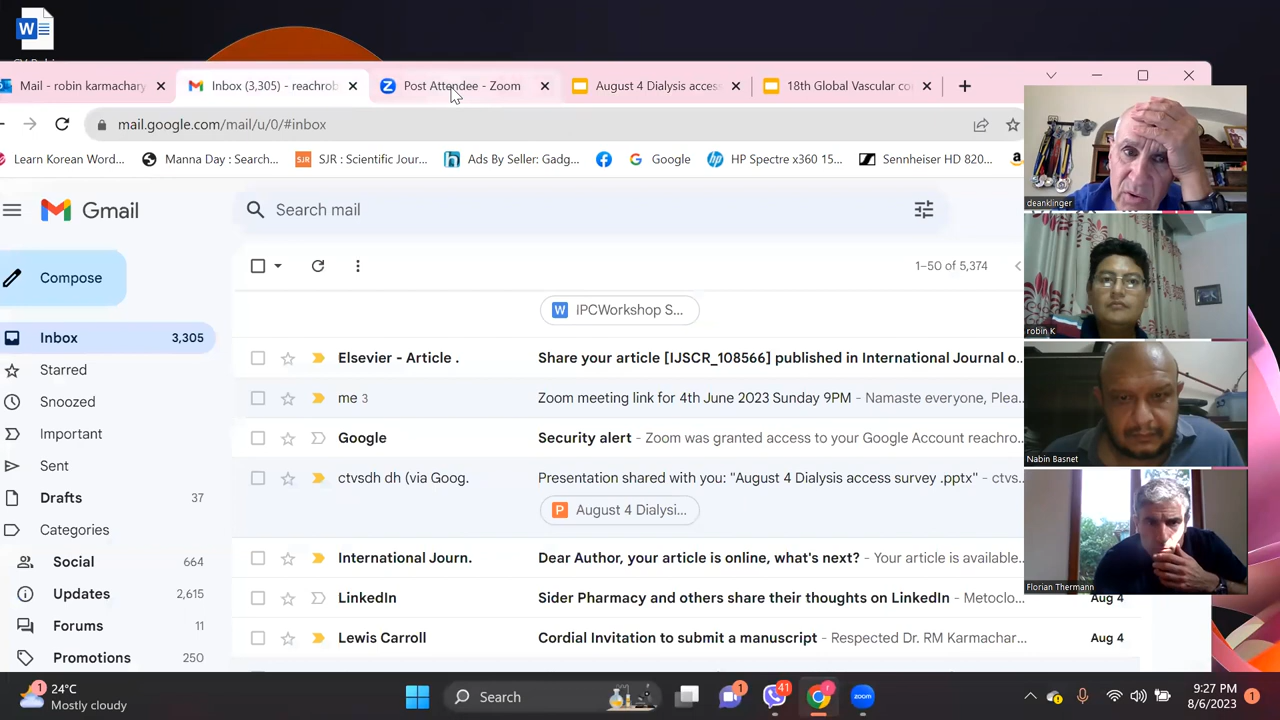 W
Mail - robin karmachary
Inbox (3,305) - reachrob
Post Attendee - Zoom
August 4 Dialysis acces
18th Global Vascular co
mail.google.com/mail/u/0/#inbox
Learn Korean Word...
Manna Day : Search...
SJR
SJR : Scientific Jour...
Ads By Seller: Gadg...
Google
hp
HP Spectre x360 15...
Sennheiser HD 820...
Gmail
Search mail
Compose
1–50 of 5,374
Inbox 3,305
Starred
Snoozed
Important
Sent
Drafts 37
Categories
Social 664
Updates 2,615
Forums 11
Promotions 250
W IPCWorkshop S...
Elsevier - Article . Share your article [IJSCR_108566] published in International Journal o...
me 3 Zoom meeting link for 4th June 2023 Sunday 9PM - Namaste everyone, Plea...
Google Security alert - Zoom was granted access to your Google Account reachro...
ctvsdh dh (via Goog. Presentation shared with you: "August 4 Dialysis access survey .pptx" - ctvs...
P August 4 Dialysi...
International Journ. Dear Author, your article is online, what's next? - Your article is available...
LinkedIn Sider Pharmacy and others share their thoughts on LinkedIn - Metoclo... Aug 4
Lewis Carroll Cordial Invitation to submit a manuscript - Respected Dr. RM Karmachar... Aug 4
deanklinger
robin K
Nabin Basnet
Florian Thermann
1
24°C
Mostly cloudy
Search
1
41
zoom
9:27 PM
8/6/2023
1